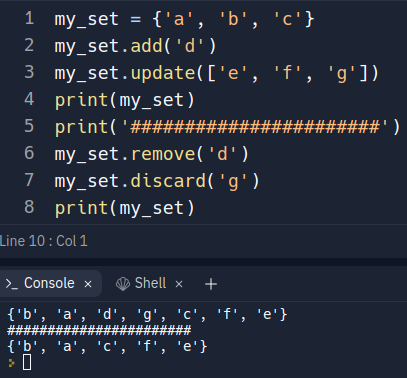 1 my_set = {'a', 'b', 'c'}
2 my_set.add('d')
3 my_set.update(['e', 'f', 'g'])
4 print(my_set)
5 print('#######################')
6 my_set.remove('d')
7 my_set.discard('g')
8 print(my_set)
Line 10 : Col 1
>_ Console × Shell × +
{'b', 'a', 'd', 'g', 'c', 'f', 'e'}
#######################
{'b', 'a', 'c', 'f', 'e'}
>